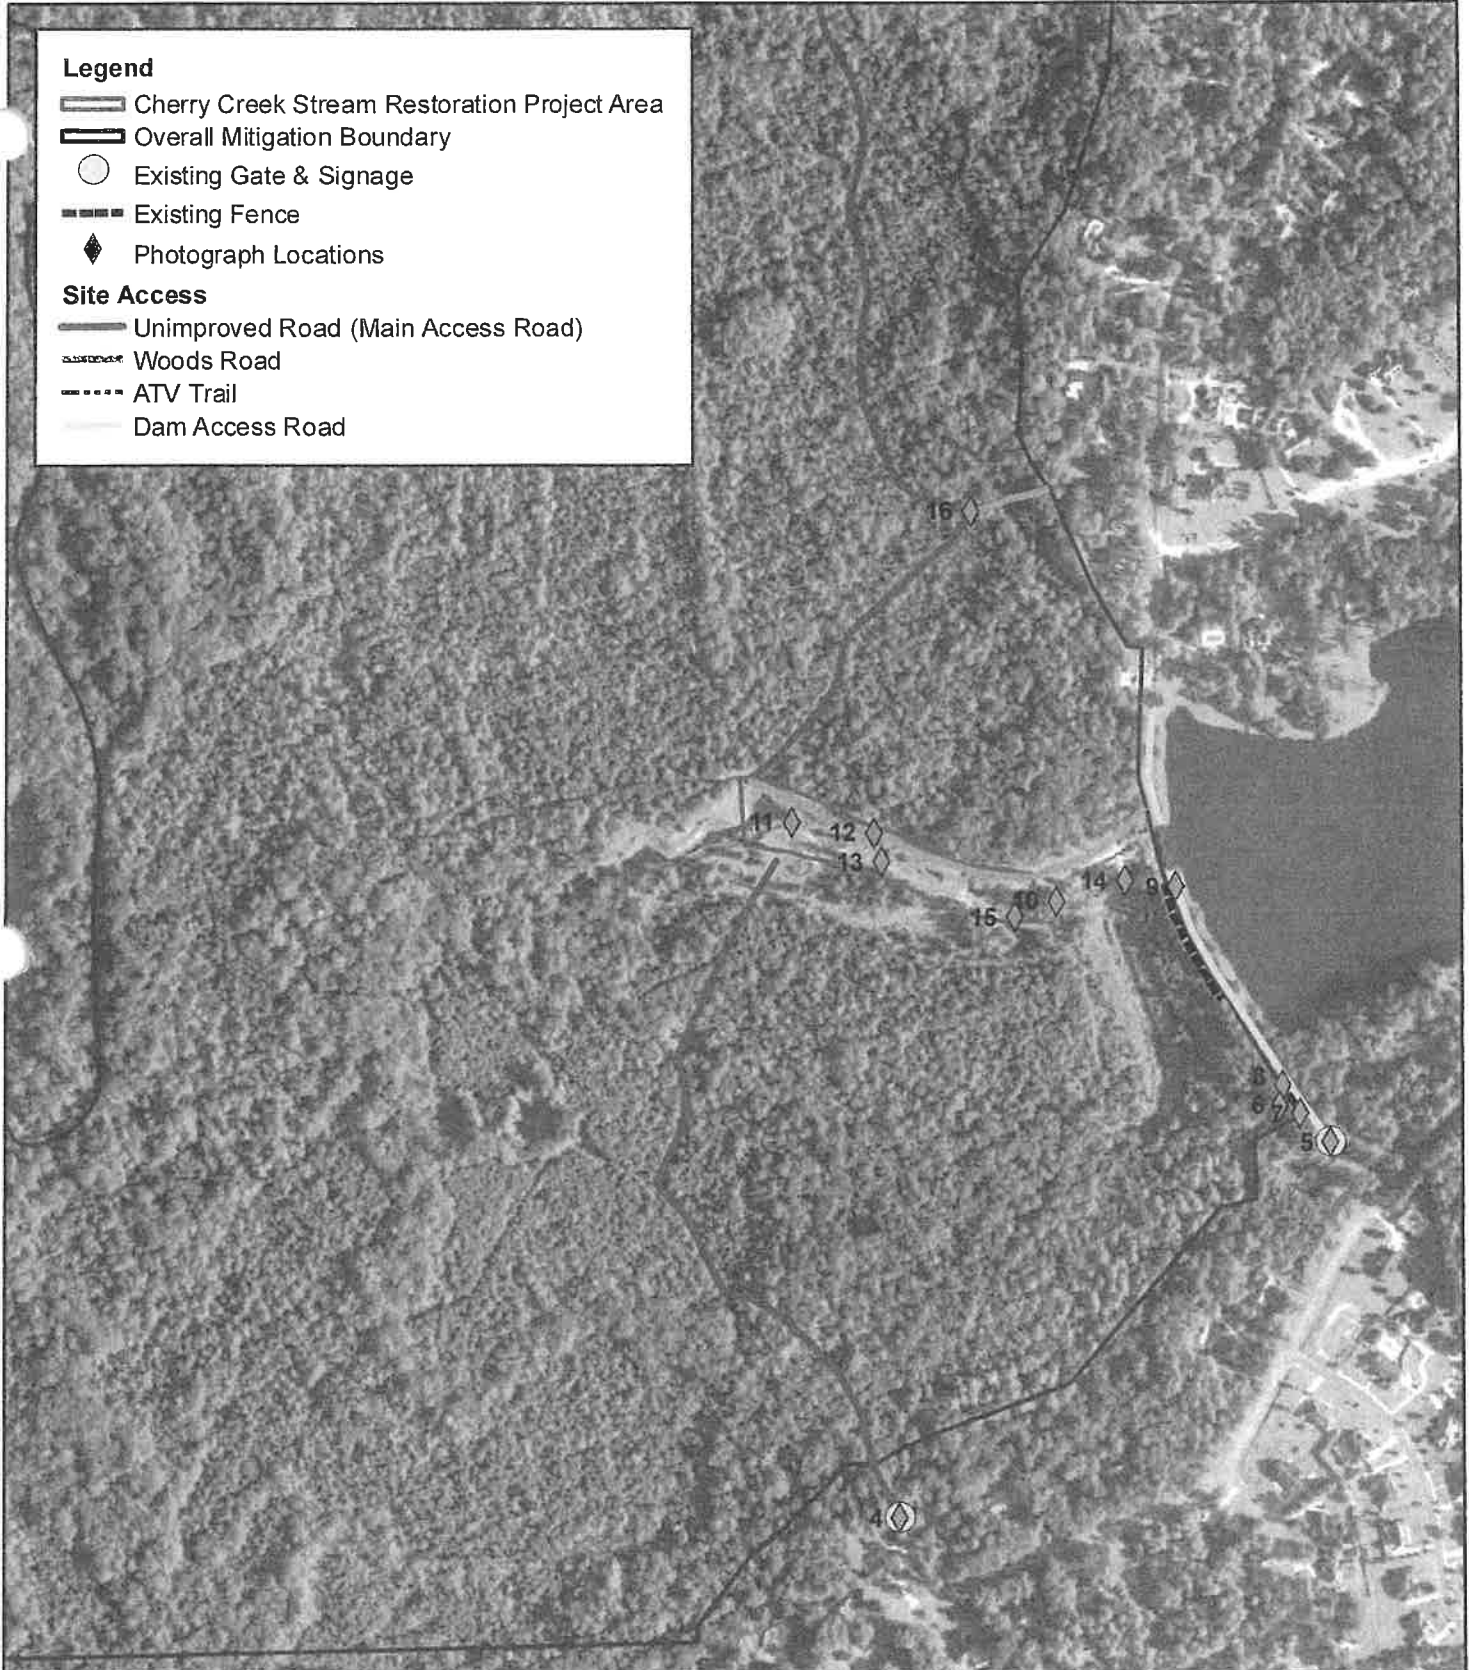 Legend
Cherry Creek Stream Restoration Project Area
Overall Mitigation Boundary
Existing Gate & Signage
Existing Fence
Photograph Locations
Site Access
Unimproved Road (Main Access Road)
Woods Road
ATV Trail
Dam Access Road
16
11
12
13
14
9
10
15
8
6
7
5
4